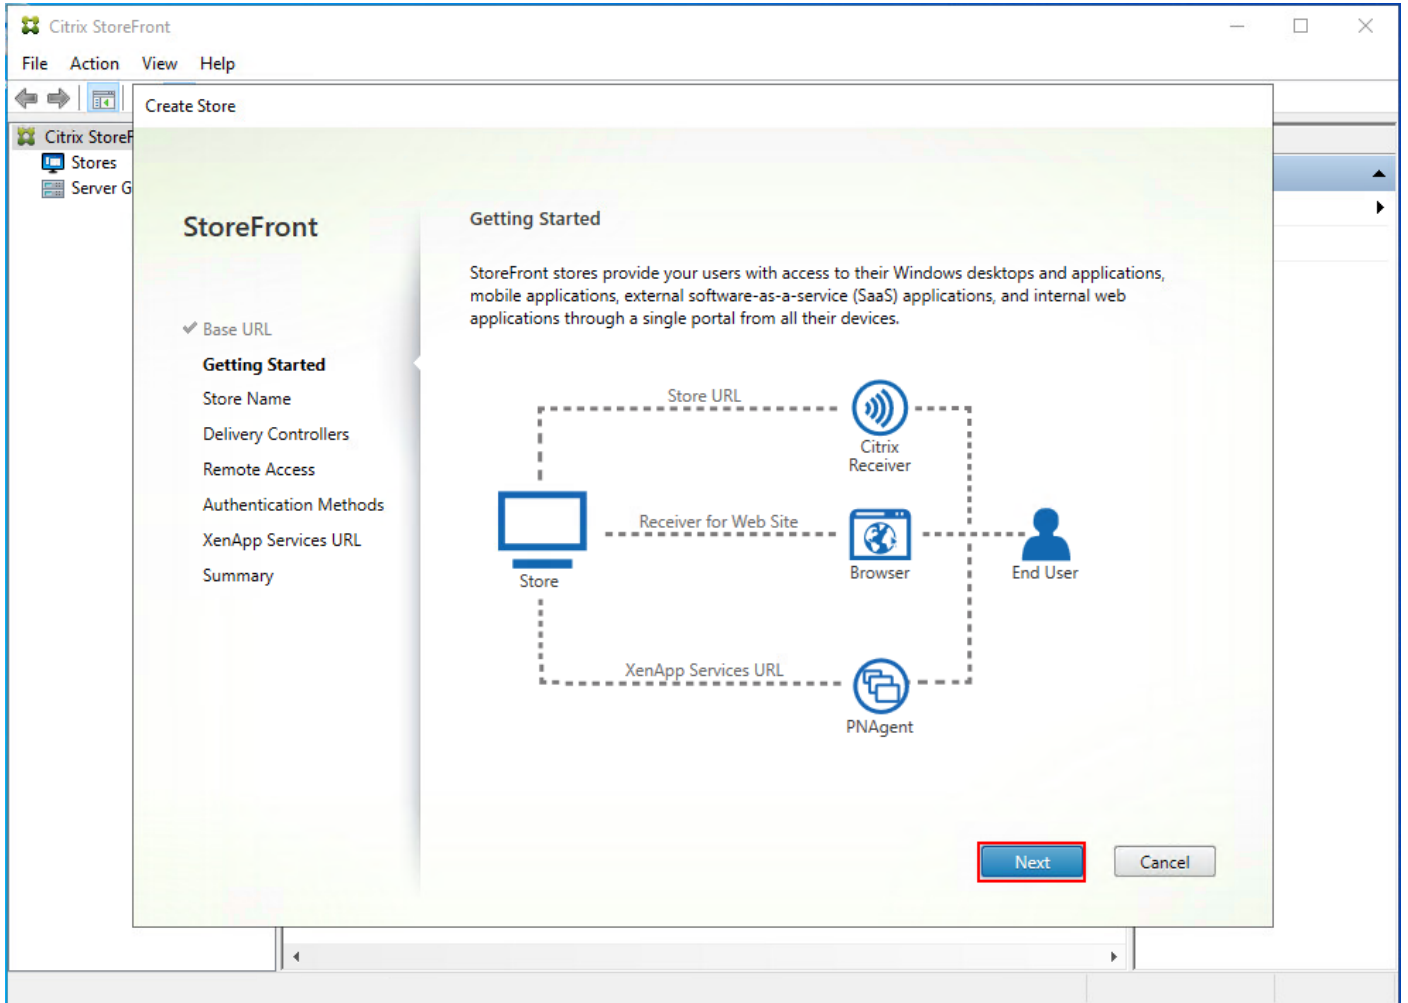 Citrix StoreFront
File Action View Help
Create Store
Citrix StoreF
Stores
Server G
StoreFront
Base URL
Getting Started
Store Name
Delivery Controllers
Remote Access
Authentication Methods
XenApp Services URL
Summary
Getting Started
StoreFront stores provide your users with access to their Windows desktops and applications,
mobile applications, external software-as-a-service (SaaS) applications, and internal web
applications through a single portal from all their devices.
Store URL
Citrix
Receiver
Receiver for Web Site
Store
Browser
End User
XenApp Services URL
PNAgent
Next
Cancel